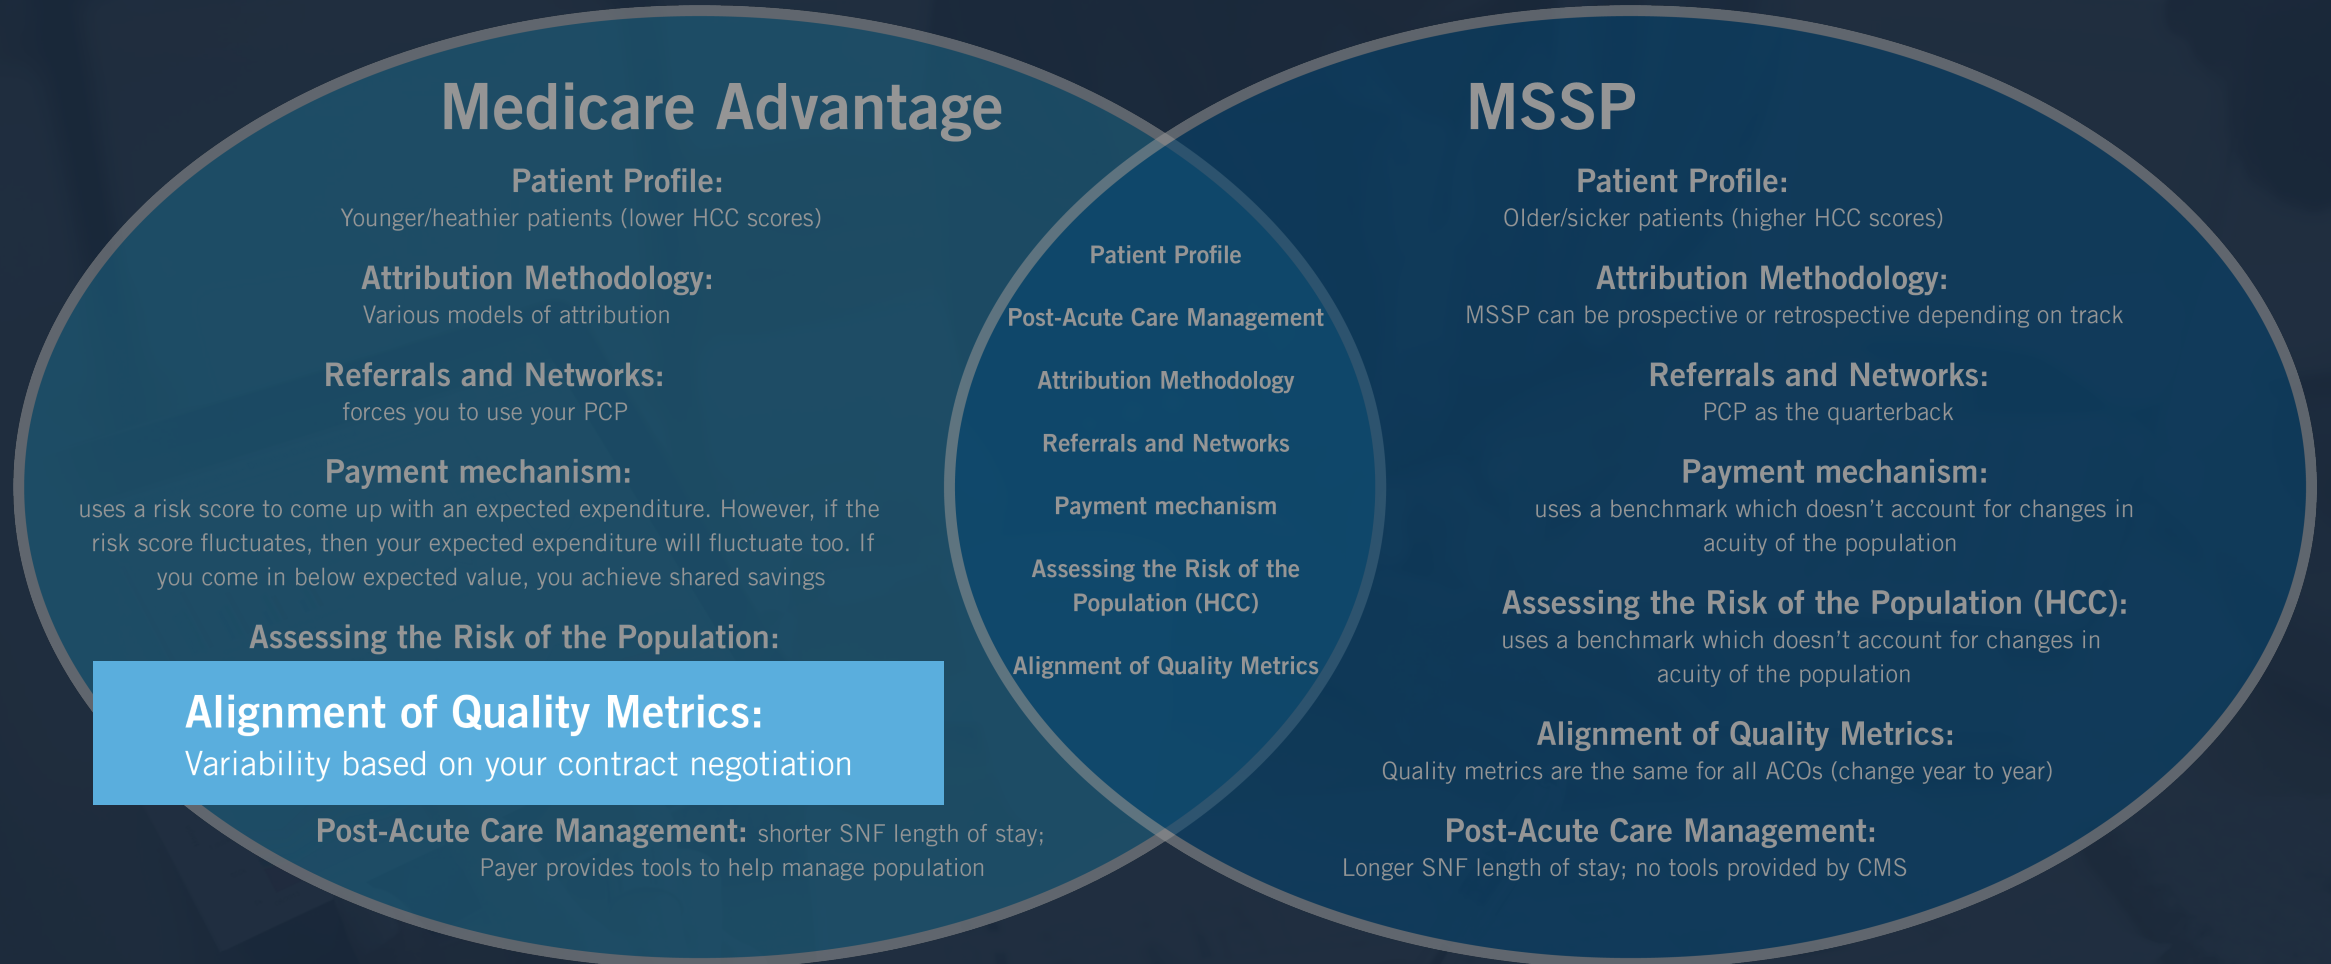 Medicare Advantage
Patient Profile:
Younger/heathier patients (lower HCC scores)
Attribution Methodology:
Various models of attribution
Referrals and Networks:
forces you to use your PCP
Payment mechanism:
uses a risk score to come up with an expected expenditure. However, if the
risk score fluctuates, then your expected expenditure will fluctuate too. If
you come in below expected value, you achieve shared savings
Assessing the Risk of the Population:
Alignment of Quality Metrics:
Variability based on your contract negotiation
Post-Acute Care Management: shorter SNF length of stay;
Payer provides tools to help manage population
Patient Profile
Post-Acute Care Management
Attribution Methodology
Referrals and Networks
Payment mechanism
Assessing the Risk of the
Population (HCC)
Alignment of Quality Metrics
MSSP
Patient Profile:
Older/sicker patients (higher HCC scores)
Attribution Methodology:
MSSP can be prospective or retrospective depending on track
Referrals and Networks:
PCP as the quarterback
Payment mechanism:
uses a benchmark which doesn't account for changes in
acuity of the population
Assessing the Risk of the Population (HCC):
uses a benchmark which doesn't account for changes in
acuity of the population
Alignment of Quality Metrics:
Quality metrics are the same for all ACOs (change year to year)
Post-Acute Care Management:
Longer SNF length of stay; no tools provided by CMS